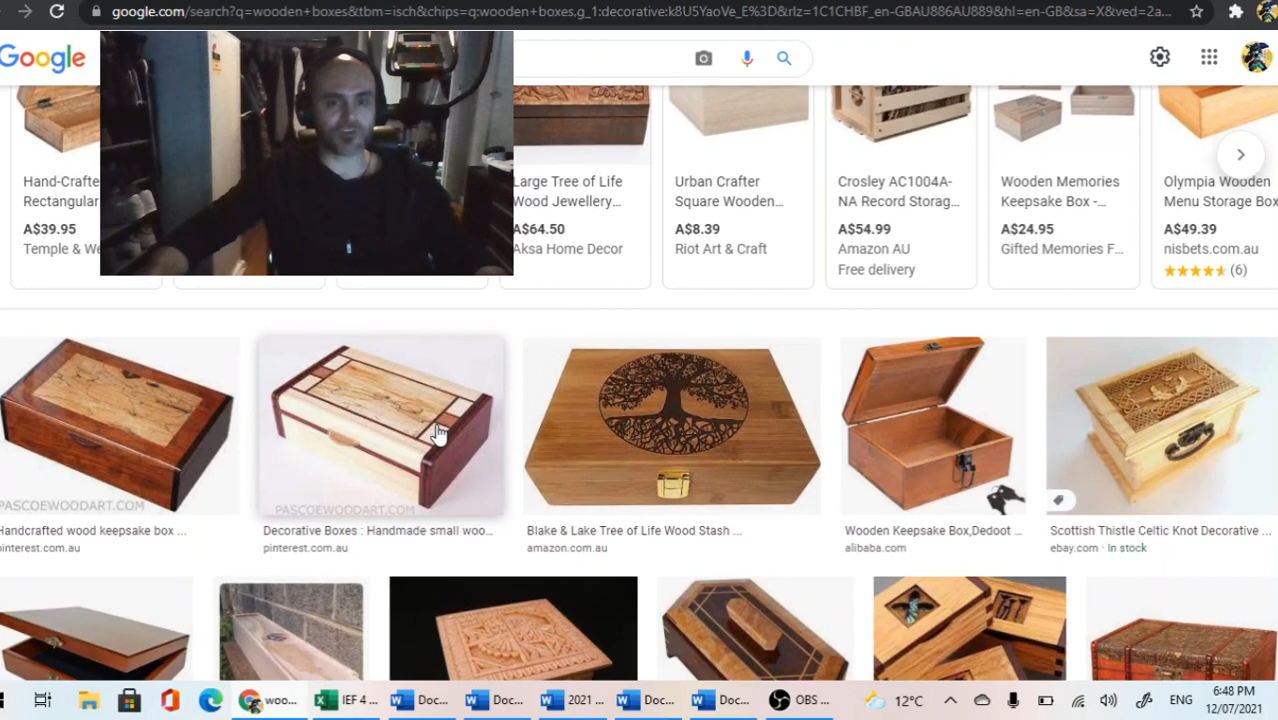 google.com/search?q=wooden+boxes&tbm=isch&chips=q:wooden+boxes,g_1:decorative:k8U5YaoVe_E%3D&rlz=1C1CHBF_en-GBAU886AU889&hl=en-GB&sa=X&ved=2a...
Google
Hand-Crafte
Rectangular
A$39.95
Temple & We
Large Tree of Life
Wood Jewellery...
A$64.50
Aksa Home Decor
Urban Crafter
Square Wooden...
A$8.39
Riot Art & Craft
Crosley AC1004A-
NA Record Storag...
A$54.99
Amazon AU
Free delivery
Wooden Memories
Keepsake Box -...
A$24.95
Gifted Memories F...
Olympia Wooden
Menu Storage Box
A$49.39
nisbets.com.au
(6)
PASCOEWOODART.COM
Handcrafted wood keepsake box ...
pinterest.com.au
PASCOEWOODART.COM
Decorative Boxes : Handmade small woo...
pinterest.com.au
Blake & Lake Tree of Life Wood Stash ...
amazon.com.au
Wooden Keepsake Box,Dedoot ...
alibaba.com
Scottish Thistle Celtic Knot Decorative ...
ebay.com · In stock
woo...
IEF 4 ...
Doc...
Doc...
2021 ...
Doc...
Doc...
OBS ...
12°C
ENG
6:48 PM
12/07/2021